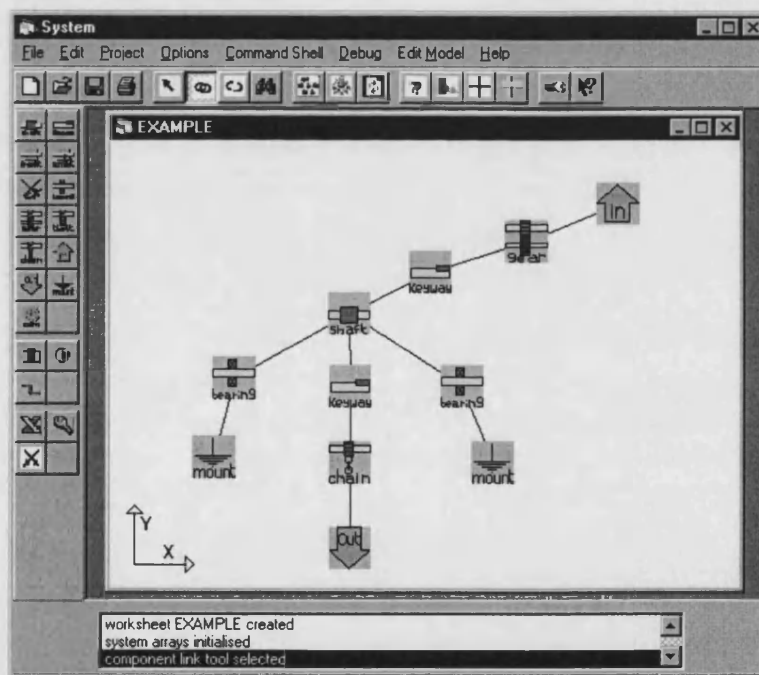 System
File Edit Project Options Command Shell Debug Edit Model Help
EXAMPLE
In
gear
Keyway
shaft
bearing
Keyway
bearing
mount
chain
mount
Out
Y
X
worksheet EXAMPLE created
system arrays initialised
component link tool selected